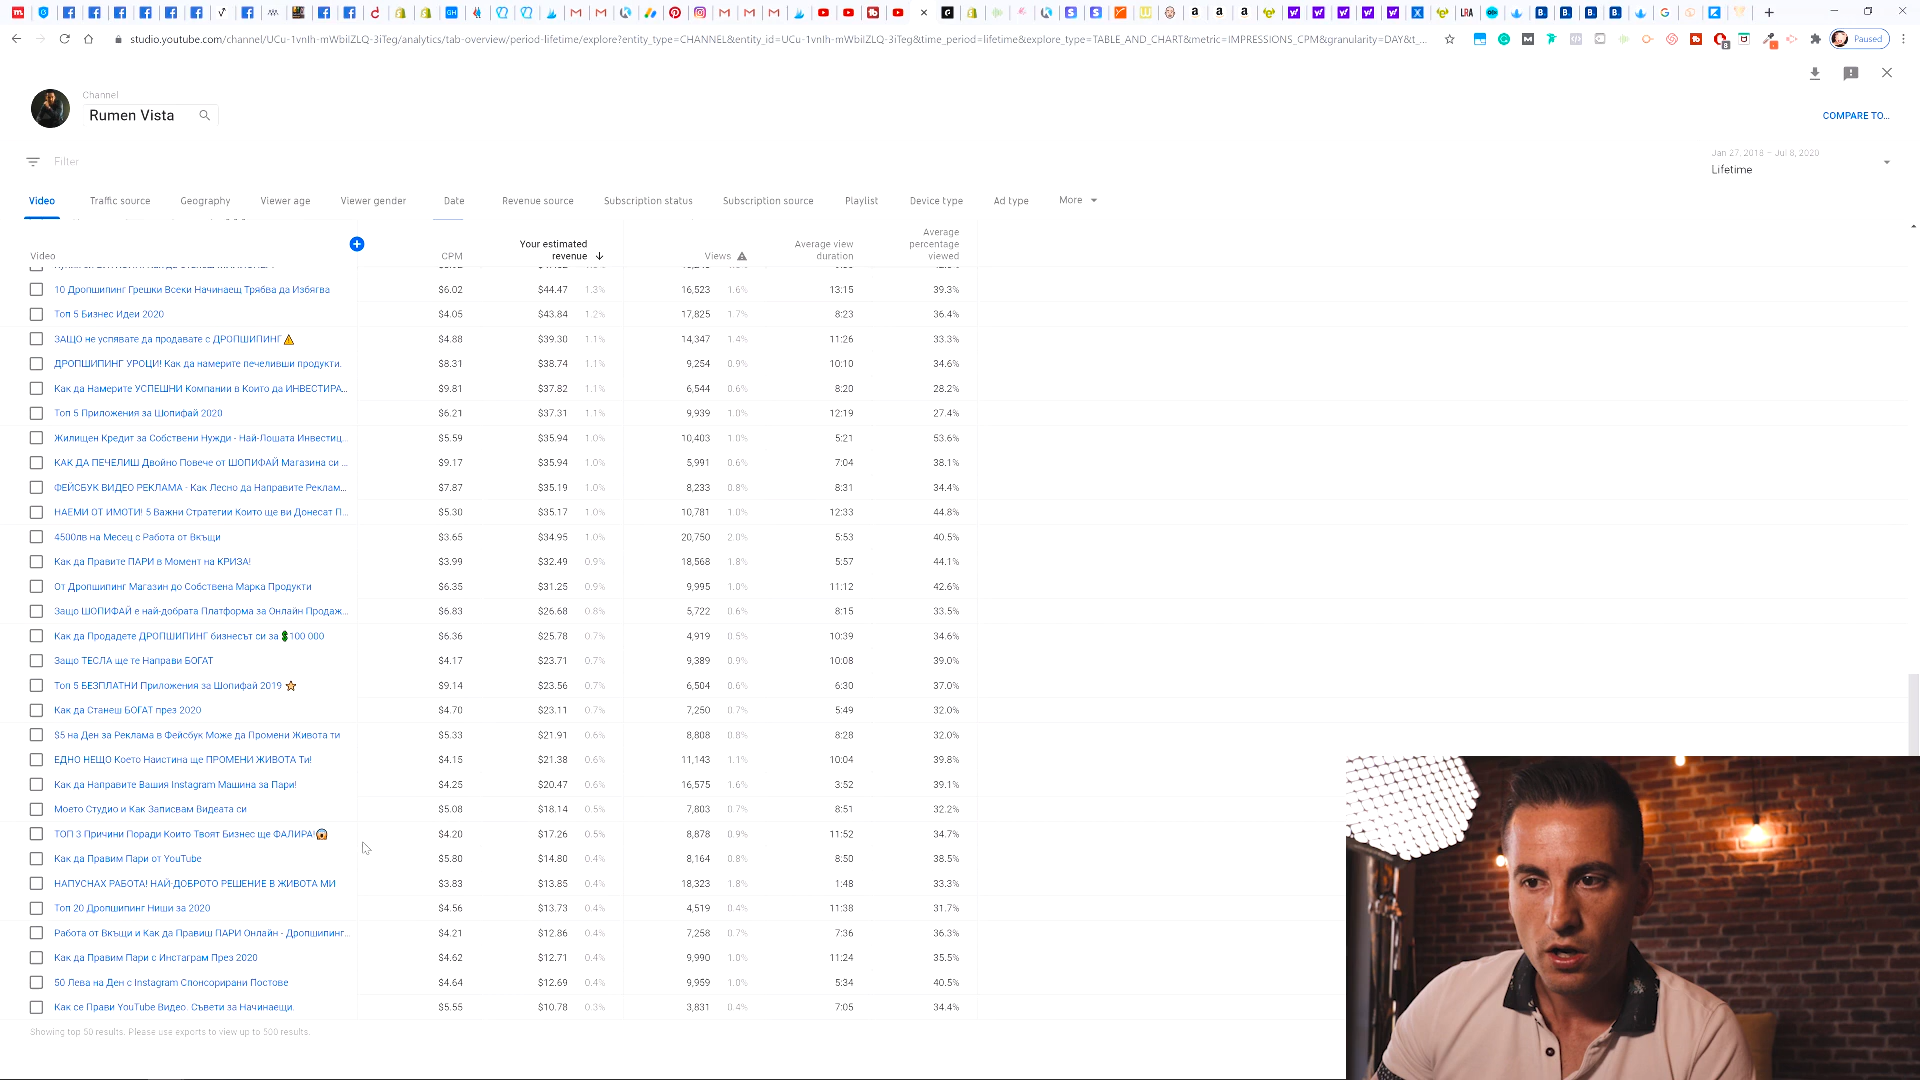 studio.youtube.com/channel/UCu-1vnIh-mWbiIZLQ-3iTeg/analytics/tab-overview/period-lifetime/explore?entity_type=CHANNEL&entity_id=UCu-1vnIh-mWbiIZLQ-3iTeg&time_period=lifetime&explore_type=TABLE_AND_CHART&metric=IMPRESSIONS_CPM&granularity=DAY&t_...
Paused
Channel
Rumen Vista
COMPARE TO...
Filter
Jan 27, 2018 – Jul 8, 2020
Lifetime
Video Traffic source Geography Viewer age Viewer gender Date Revenue source Subscription status Subscription source Playlist Device type Ad type More
Video CPM Your estimated revenue Views Average view duration Average percentage viewed
10 Дропшипинг Грешки Всеки Начинаещ Трябва да Избягва $6.02 $44.47 1.3% 16,523 1.6% 13:15 39.3%
Топ 5 Бизнес Идеи 2020 $4.05 $43.84 1.2% 17,825 1.7% 8:23 36.4%
ЗАЩО не успявате да продавате с ДРОПШИПИНГ⚠ $4.88 $39.30 1.1% 14,347 1.4% 11:26 33.3%
ДРОПШИПИНГ УРОЦИ! Как да намерите печеливши продукти. $8.31 $38.74 1.1% 9,254 0.9% 10:10 34.6%
Как да Намерите УСПЕШНИ Компании в Които да ИНВЕСТИРА... $9.81 $37.82 1.1% 6,544 0.6% 8:20 28.2%
Топ 5 Приложения за Шопифай 2020 $6.21 $37.31 1.1% 9,939 1.0% 12:19 27.4%
Жилищен Кредит за Собствени Нужди - Най-Лошата Инвестиц... $5.59 $35.94 1.0% 10,403 1.0% 5:21 53.6%
КАК ДА ПЕЧЕЛИШ Двойно Повече от ШОПИФАЙ Магазина си ... $9.17 $35.94 1.0% 5,991 0.6% 7:04 38.1%
ФЕЙСБУК ВИДЕО РЕКЛАМА - Как Лесно да Направите Реклам... $7.87 $35.19 1.0% 8,233 0.8% 8:31 34.4%
НАЕМИ ОТ ИМОТИ! 5 Важни Стратегии Които ще ви Донесат П... $5.30 $35.17 1.0% 10,781 1.0% 12:33 44.8%
4500лв на Месец с Работа от Вкъщи $3.65 $34.95 1.0% 20,750 2.0% 5:53 40.5%
Как да Правите ПАРИ в Момент на КРИЗА! $3.99 $32.49 0.9% 18,568 1.8% 5:57 44.1%
От Дропшипинг Магазин до Собствена Марка Продукти $6.35 $31.25 0.9% 9,995 1.0% 11:12 42.6%
Защо ШОПИФАЙ е най-добрата Платформа за Онлайн Продаж... $6.83 $26.68 0.8% 5,722 0.6% 8:15 33.5%
Как да Продадете ДРОПШИПИНГ бизнесът си за 💲100 000 $6.36 $25.78 0.7% 4,919 0.5% 10:39 34.6%
Защо ТЕСЛА ще те Направи БОГАТ $4.17 $23.71 0.7% 9,389 0.9% 10:08 39.0%
Топ 5 БЕЗПЛАТНИ Приложения за Шопифай 2019 ⭐ $9.14 $23.56 0.7% 6,504 0.6% 6:30 37.0%
Как да Станеш БОГАТ през 2020 $4.70 $23.11 0.7% 7,250 0.7% 5:49 32.0%
$5 на Ден за Реклама в Фейсбук Може да Промени Живота ти $5.33 $21.91 0.6% 8,808 0.8% 8:28 32.0%
ЕДНО НЕЩО Което Наистина ще ПРОМЕНИ ЖИВОТА Ти! $4.15 $21.38 0.6% 11,143 1.1% 10:04 39.8%
Как да Направите Вашия Instagram Машина за Пари! $4.25 $20.47 0.6% 16,575 1.6% 3:52 39.1%
Моето Студио и Как Записвам Видеата си $5.08 $18.14 0.5% 7,803 0.7% 8:51 32.2%
ТОП 3 Причини Поради Които Твоят Бизнес ще ФАЛИРА!😱 $4.20 $17.26 0.5% 8,878 0.9% 11:52 34.7%
Как да Правим Пари от YouTube $5.80 $14.80 0.4% 8,164 0.8% 8:50 38.5%
НАПУСНАХ РАБОТА! НАЙ-ДОБРОТО РЕШЕНИЕ В ЖИВОТА МИ $3.83 $13.85 0.4% 18,323 1.8% 1:48 33.3%
Топ 20 Дропшипинг Ниши за 2020 $4.56 $13.73 0.4% 4,519 0.4% 11:38 31.7%
Работа от Вкъщи и Как да Правиш ПАРИ Онлайн - Дропшипинг... $4.21 $12.86 0.4% 7,258 0.7% 7:36 36.3%
Как да Правим Пари с Инстаграм През 2020 $4.62 $12.71 0.4% 9,990 1.0% 11:24 35.5%
50 Лева на Ден с Instagram Спонсорирани Постове $4.64 $12.69 0.4% 9,959 1.0% 5:34 40.5%
Как се Прави YouTube Видео. Съвети за Начинаещи. $5.55 $10.78 0.3% 3,831 0.4% 7:05 34.4%
Showing top 50 results. Please use exports to view up to 500 results.